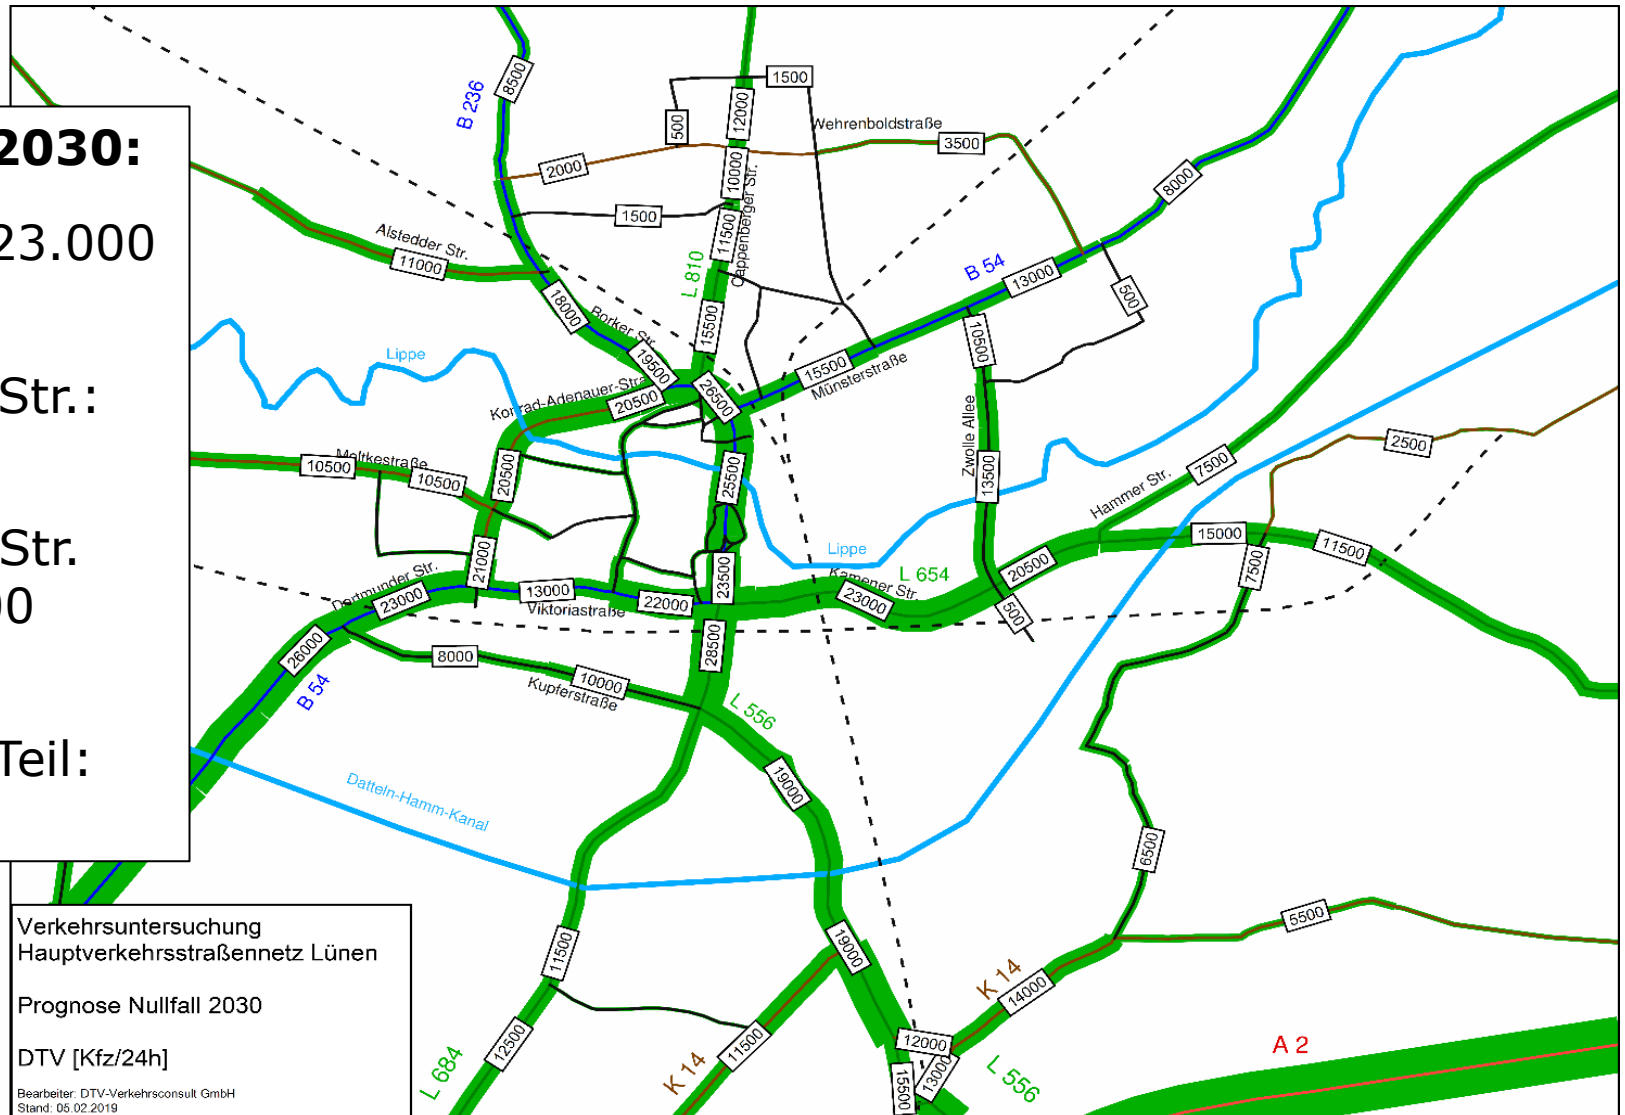 2030:
23.000
Str.:
Str.
00
Teil:
8500
B 236
1500
500
12000
Wehrenboldstraße
3500
2000
10000
8000
1500
11500
Cappenberger Str.
Alstedder Str.
11000
L 810
B 54
13000
500
18000
Borker Str.
15500
10500
Lippe
19500
15500
Münsterstraße
Konrad-Adenauer-Straße
20500
26500
Zwolle Allee
2500
Moltkestraße
10500
10500
20500
25500
13500
7500
Hammer Str.
15000
11500
Lippe
21000
Dortmunder Str.
23000
13000
Viktoriastraße
22000
23500
Kamener Str.
23000
L 654
20500
7500
500
26000
B 54
8000
28500
10000
Kupferstraße
L 556
19000
Datteln-Hamm-Kanal
6500
5500
11500
19000
K 14
14000
12500
L 684
11500
K 14
12000
13000
15500
L 556
A 2
Verkehrsuntersuchung
Hauptverkehrsstraßennetz Lünen
Prognose Nullfall 2030
DTV [Kfz/24h]
Bearbeiter: DTV-Verkehrsconsult GmbH
Stand: 05.02.2019